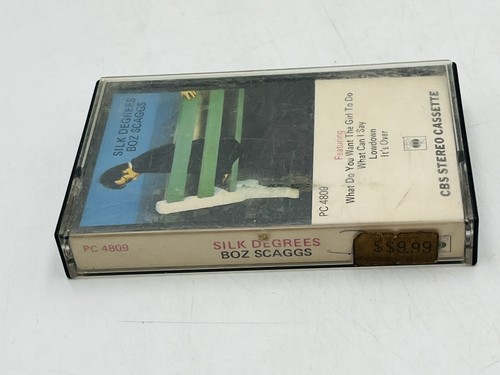 SILK DEGREES
BOZ SCAGGS
PC 4809
Featuring
What Do You Want The Girl To Do
What Can I Say
Lowdown
It's Over
CBS STEREO CASSETTE
PC 4809
SILK DEGREES
BOZ SCAGGS
$$9.99